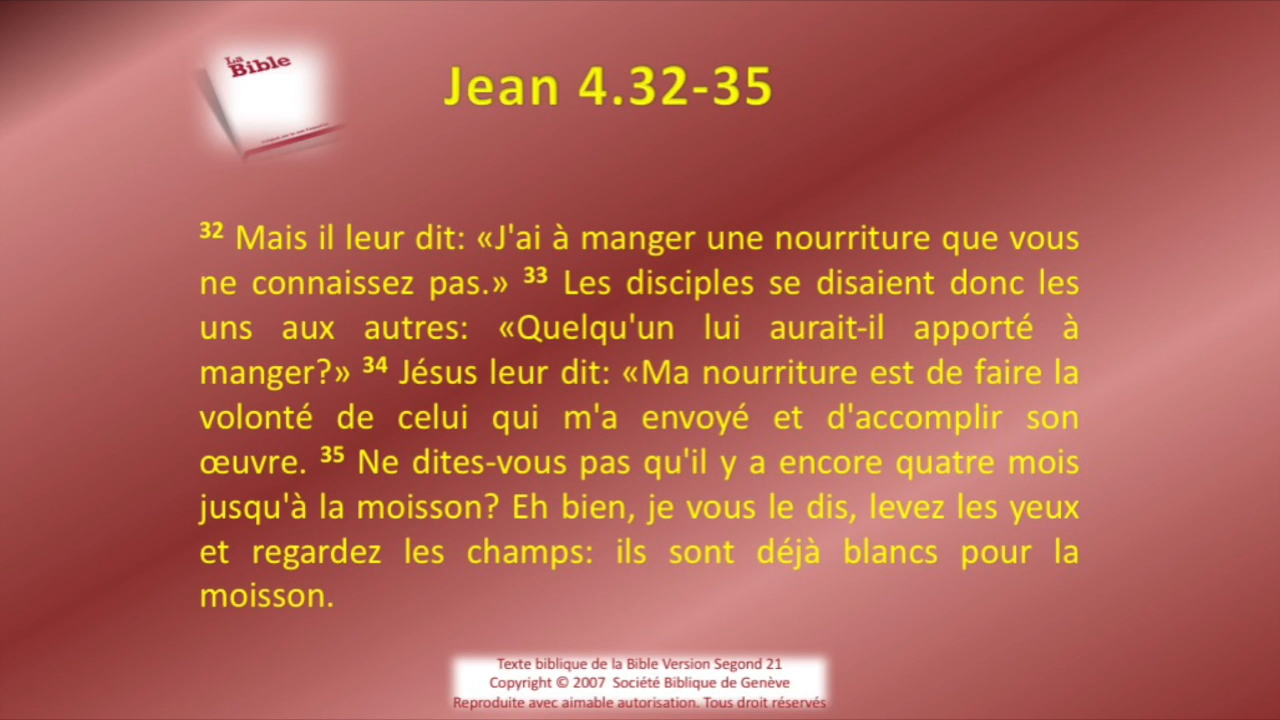 La
Bible
Jean 4.32-35
32 Mais il leur dit: «J'ai à manger une nourriture que vous
ne connaissez pas.» 33 Les disciples se disaient donc les
uns aux autres: «Quelqu'un lui aurait-il apporté à
manger?» 34 Jésus leur dit: «Ma nourriture est de faire la
volonté de celui qui m'a envoyé et d'accomplir son
œuvre. 35 Ne dites-vous pas qu'il y a encore quatre mois
jusqu'à la moisson? Eh bien, je vous le dis, levez les yeux
et regardez les champs: ils sont déjà blancs pour la
moisson.
Texte biblique de la Bible Version Segond 21
Copyright © 2007 Société Biblique de Genève
Reproduite avec aimable autorisation. Tous droit réservés